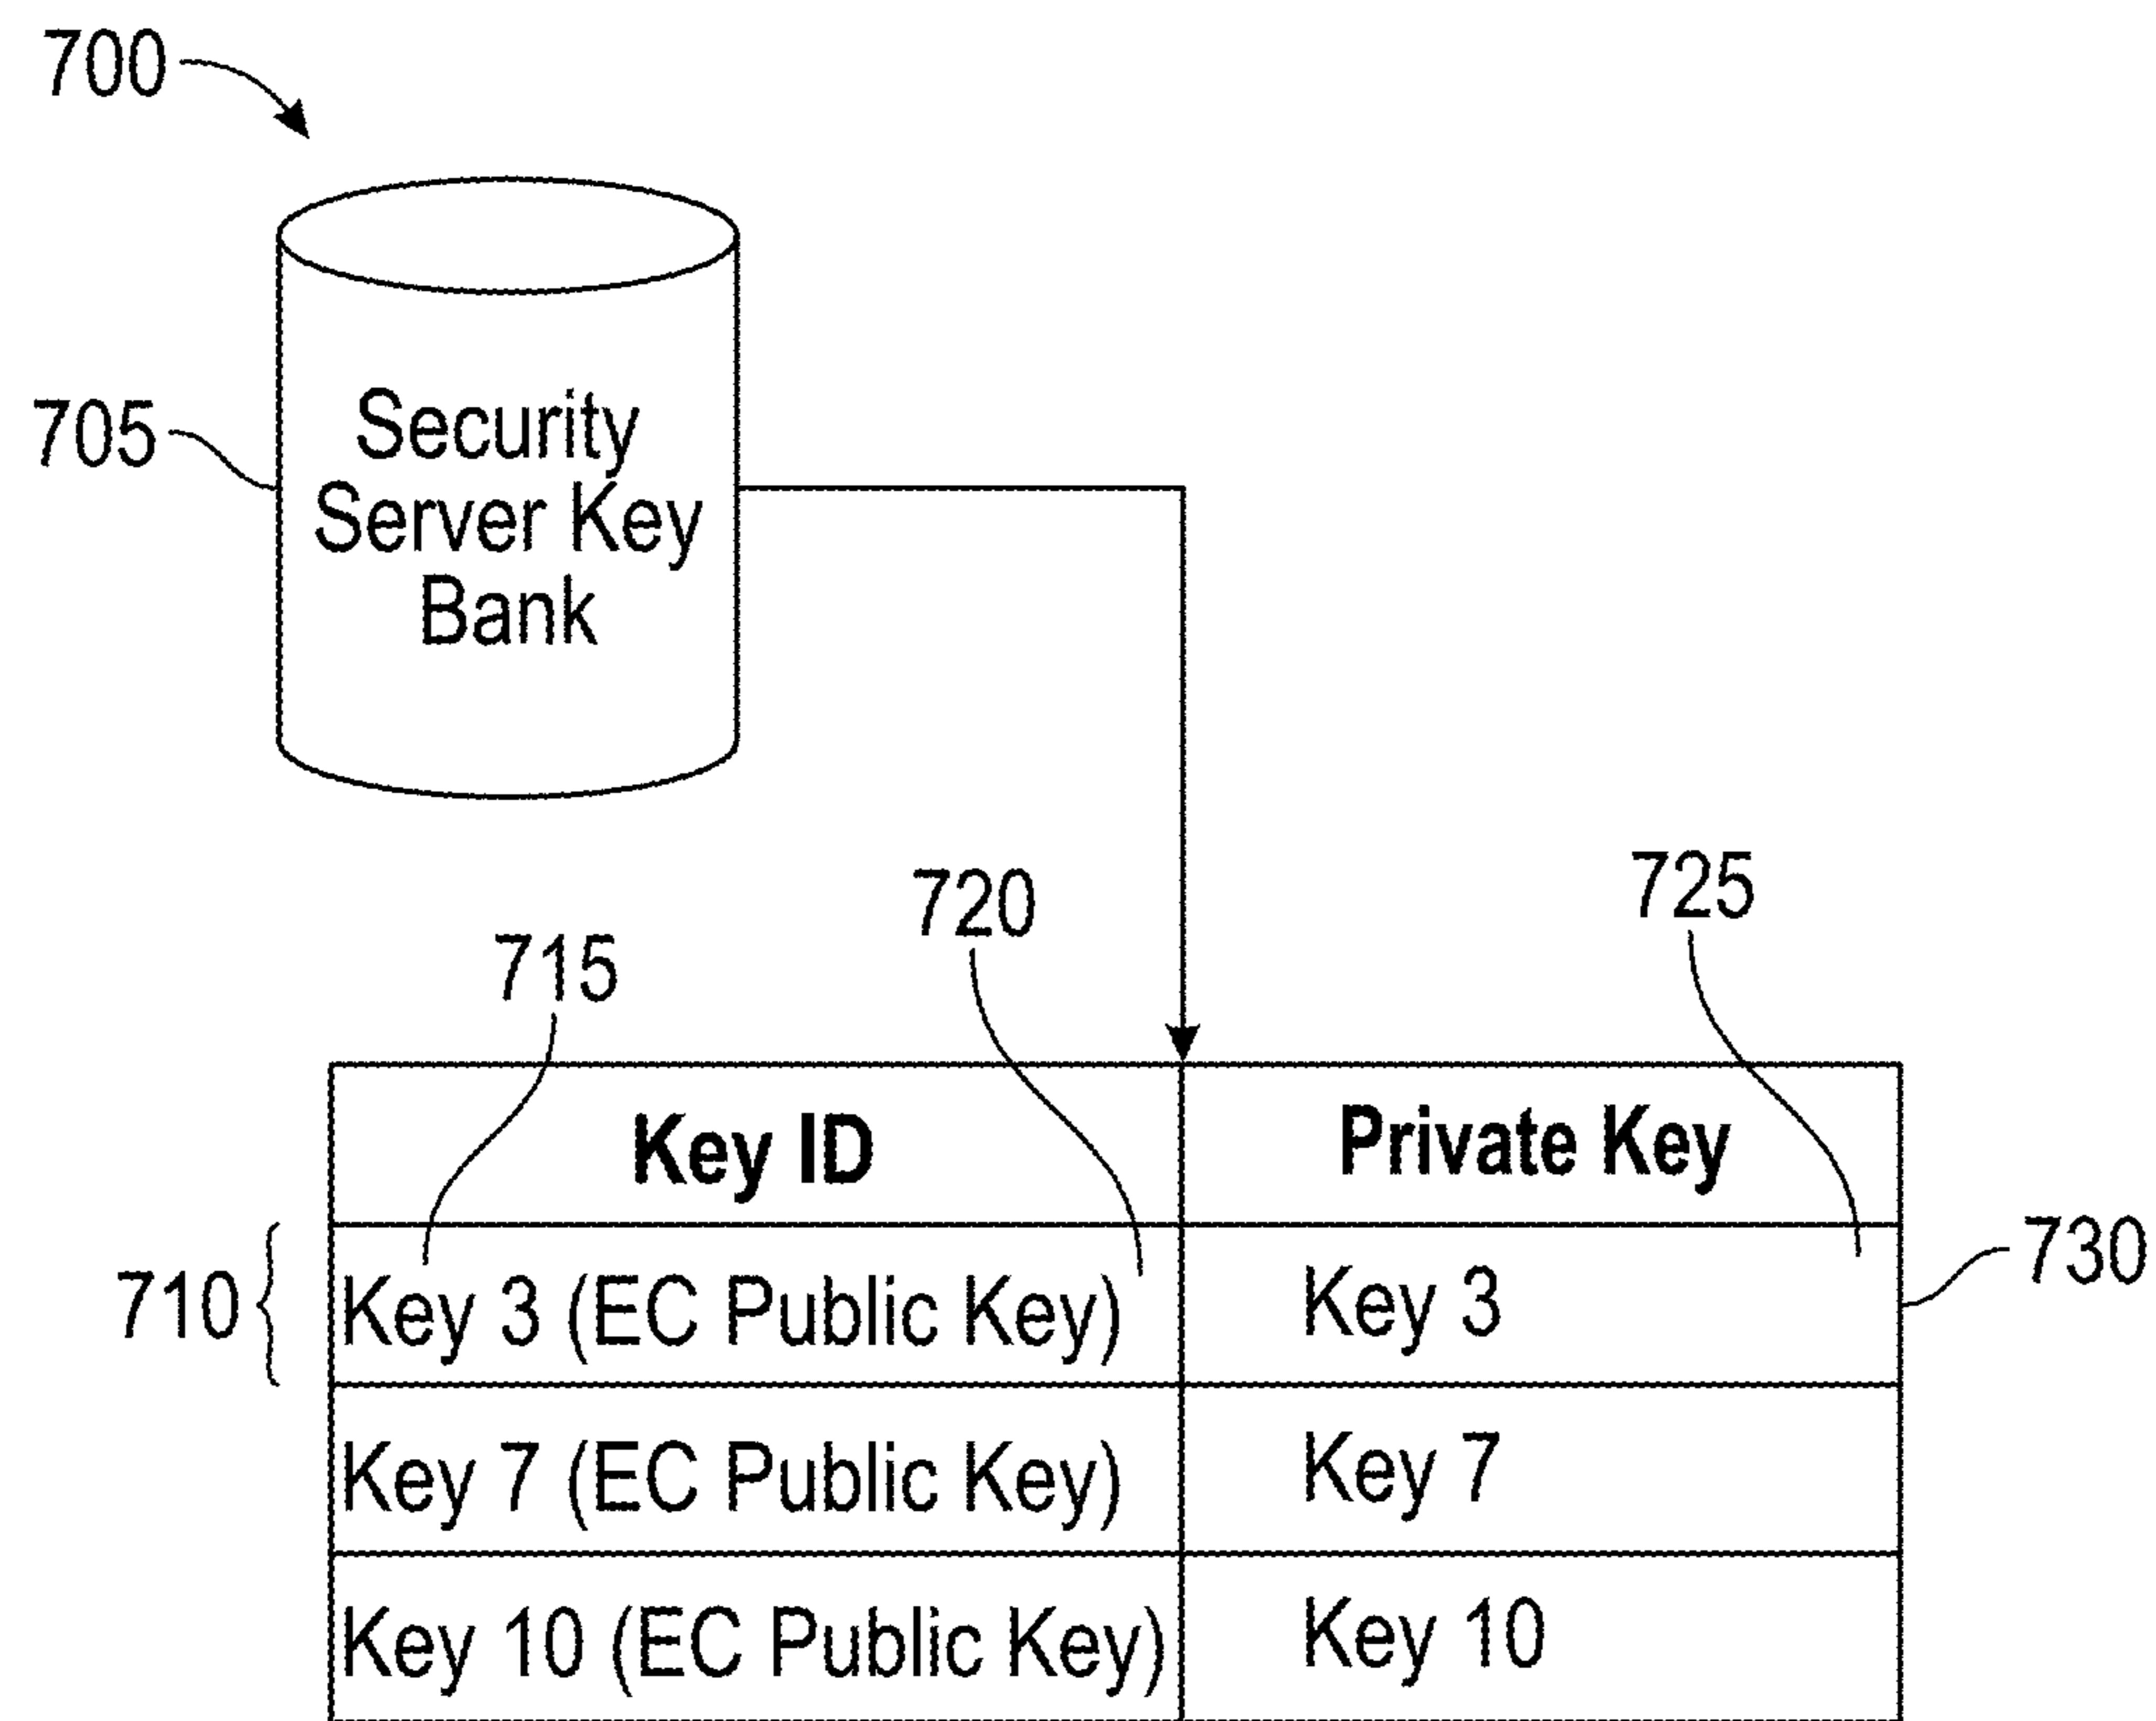 700
705
Security
Server Key
Bank
715
720
725
Key ID
Private Key
710
Key 3 (EC Public Key)
Key 3
730
Key 7 (EC Public Key)
Key 7
Key 10 (EC Public Key)
Key 10